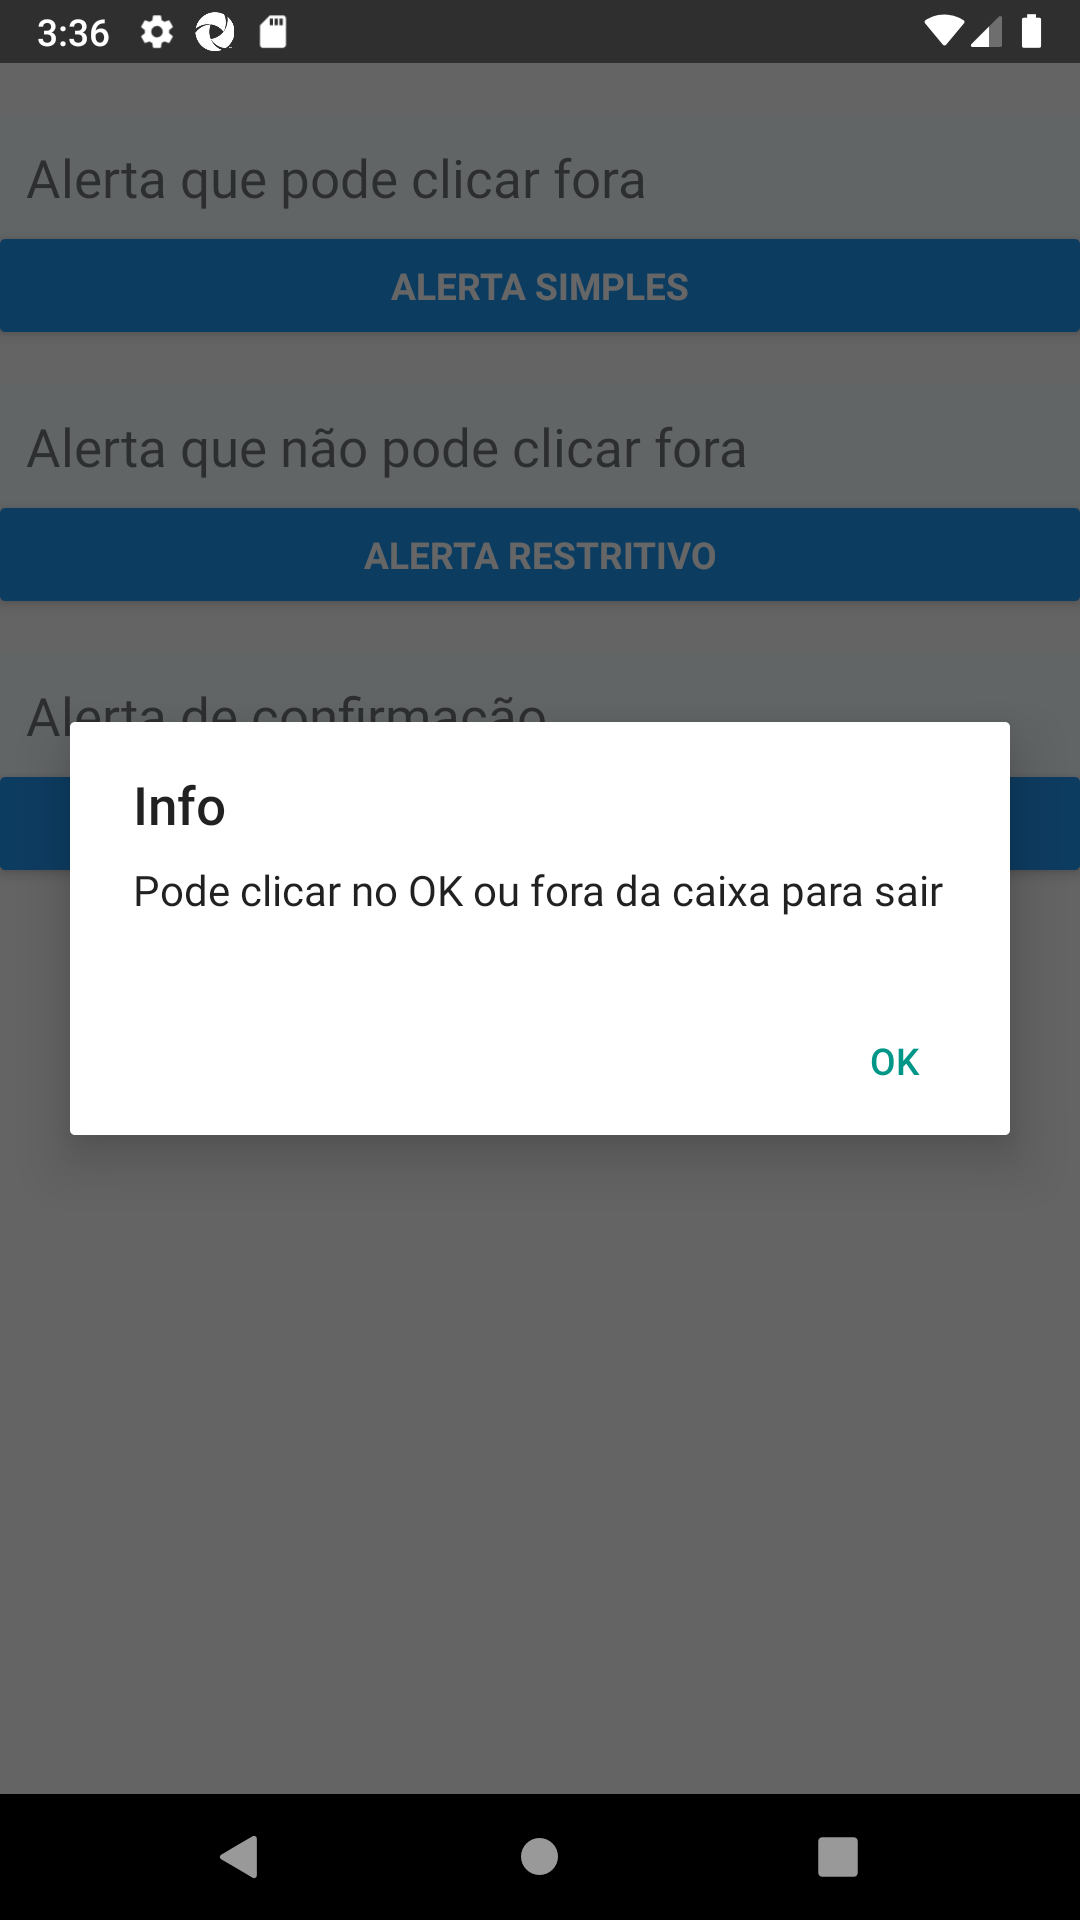 3:36
Alerta que pode clicar fora
ALERTA SIMPLES
Alerta que não pode clicar fora
ALERTA RESTRITIVO
Alerta de confirmação
Info
Pode clicar no OK ou fora da caixa para sair
OK